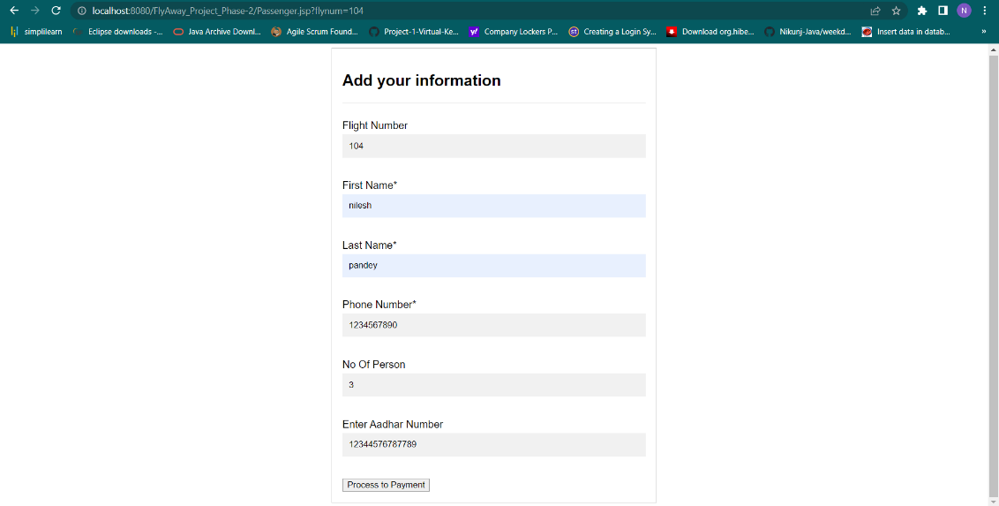 localhost:8080/FlyAway_Project_Phase-2/Passenger.jsp?flynum=104
N
simplilearn
Eclipse downloads -...
Java Archive Downl...
Agile Scrum Found...
Project-1-Virtual-Ke...
y!
Company Lockers P...
st
Creating a Login Sy...
Download org.hibe...
Nikunj-Java/weekd...
Insert data in datab...
»
Add your information
Flight Number
104
First Name*
nilesh
Last Name*
pandey
Phone Number*
1234567890
No Of Person
3
Enter Aadhar Number
12344576787789
Process to Payment